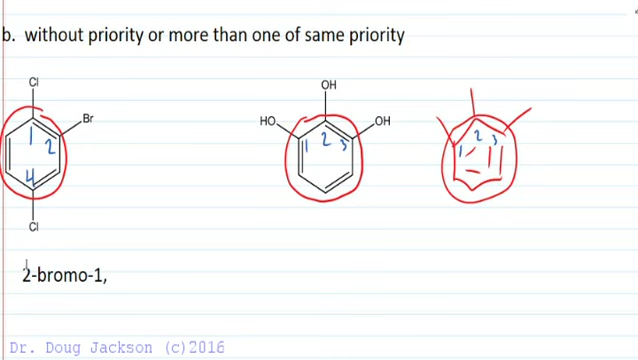 b. without priority or more than one of same priority
Cl
Br
1
2
4
Cl
OH
HO
OH
1 2 3
1 2 3
2-bromo-1,
Dr. Doug Jackson (c)2016